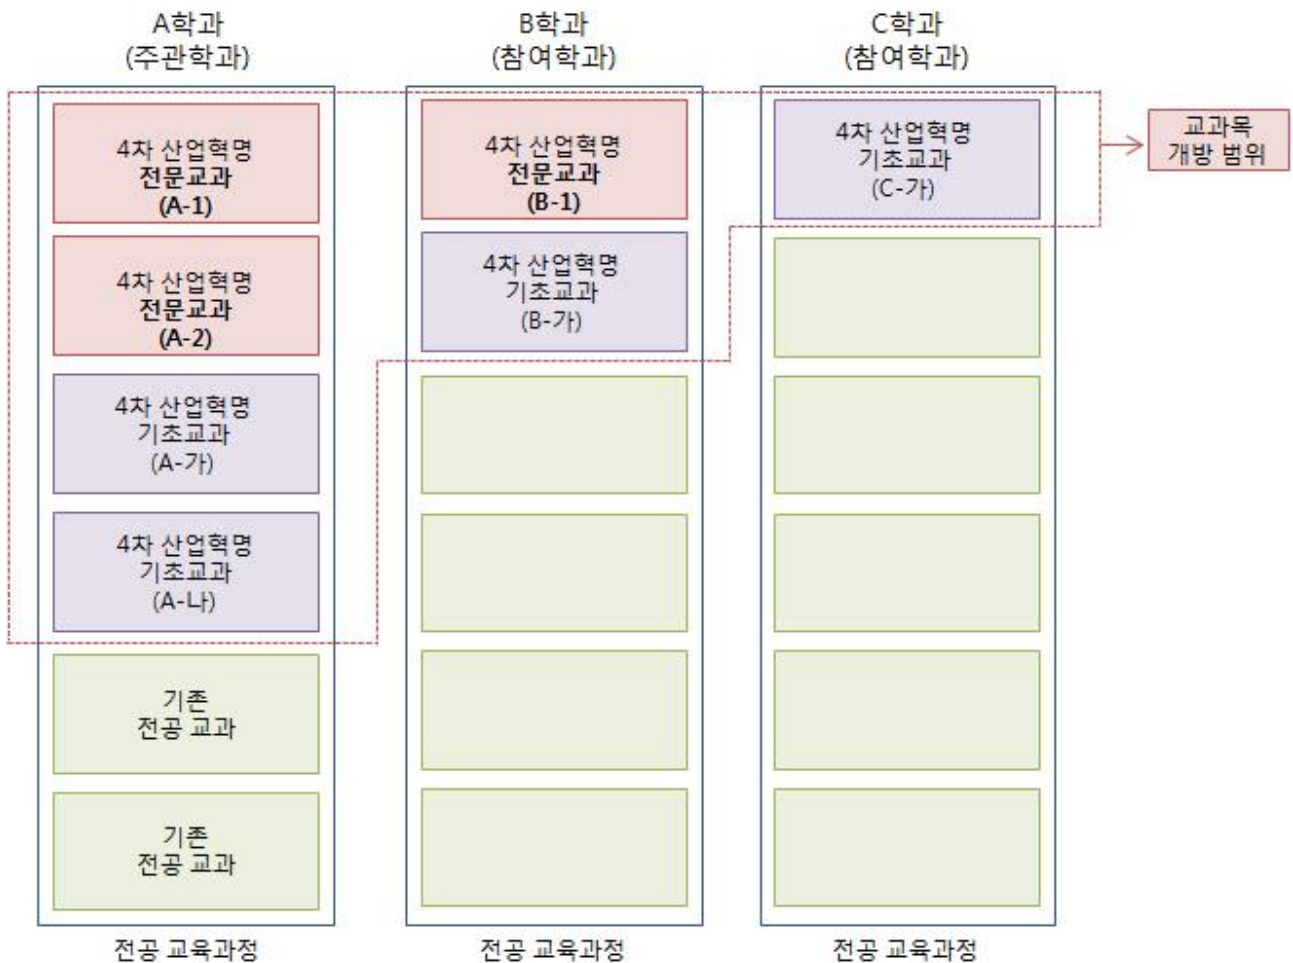 A학과
(주관학과)
B학과
(참여학과)
C학과
(참여학과)
4차 산업혁명
전문교과
(A-1)
4차 산업혁명
전문교과
(B-1)
4차 산업혁명
기초교과
(C-가)
교과목
개방 범위
4차 산업혁명
전문교과
(A-2)
4차 산업혁명
기초교과
(B-가)
4차 산업혁명
기초교과
(A-가)
4차 산업혁명
기초교과
(A-나)
기존
전공 교과
기존
전공 교과
전공 교육과정
전공 교육과정
전공 교육과정